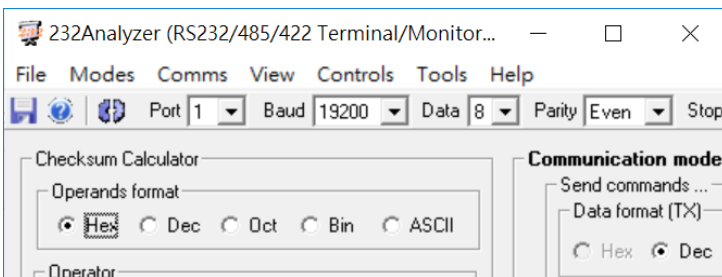 232Analyzer (RS232/485/422 Terminal/Monitor...
File Modes Comms View Controls Tools Help
Port 1 Baud 19200 Data 8 Parity Even Stop
Checksum Calculator
Operands format
Hex Dec Oct Bin ASCII
Operator
Communication mode
Send commands ...
Data format (TX)
Hex Dec